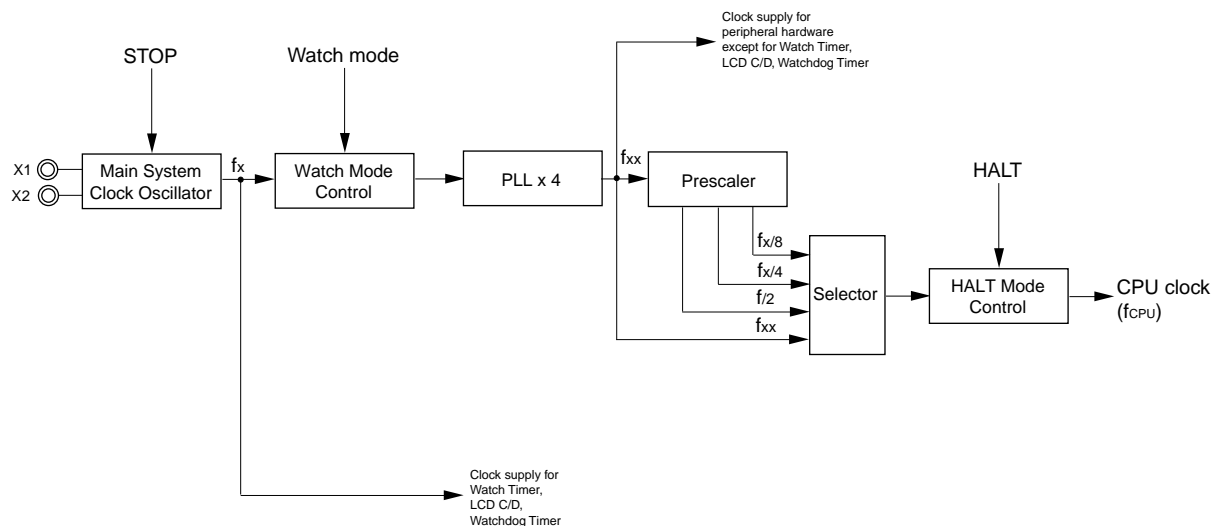 Clock supply for
peripheral hardware
except for Watch Timer,
LCD C/D, Watchdog Timer
STOP
Watch mode
X1
X2
Main System
Clock Oscillator
fx
Watch Mode
Control
PLL x 4
fxx
Prescaler
HALT
fx/8
fx/4
f/2
fxx
Selector
HALT Mode
Control
CPU clock
(fCPU)
Clock supply for
Watch Timer,
LCD C/D,
Watchdog Timer